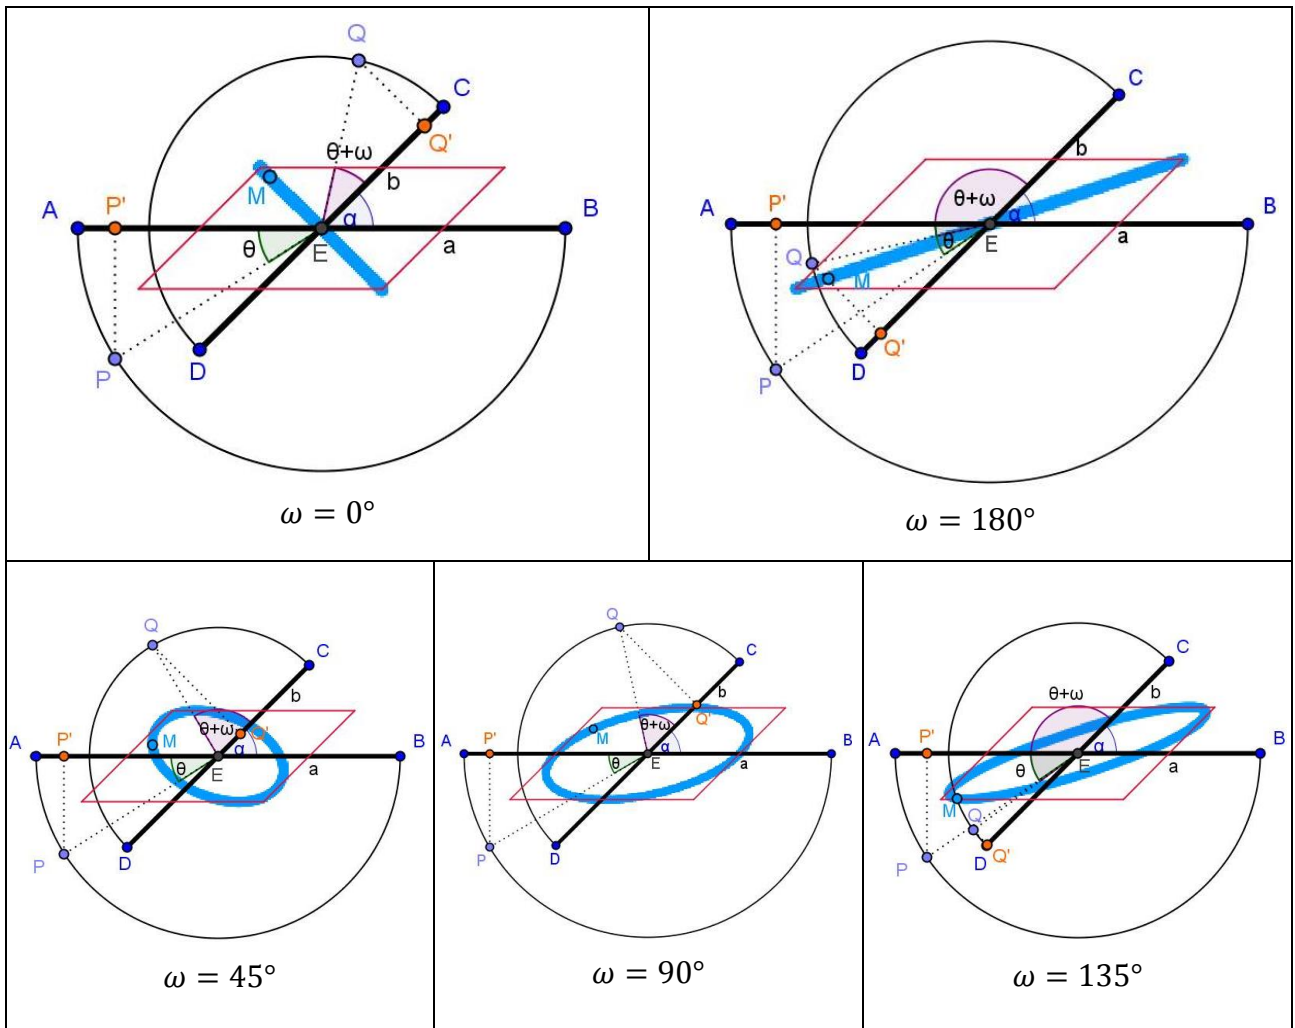 Q
C
Q'
θ+ω
b
M
A
P'
α
B
θ
E
a
D
P
ω = 0°
C
b
θ+ω
A
P'
α
B
Q
θ
E
a
M
Q'
D
P
ω = 180°
Q
C
b
θ+ω
Q'
A
P'
M
α
B
θ
E
a
D
P
ω = 45°
Q
C
b
Q'
θ+ω
M
A
P'
α
B
θ
E
a
P
D
ω = 90°
C
θ+ω
b
A
P'
α
B
θ
E
a
M
Q
P
D
Q'
ω = 135°